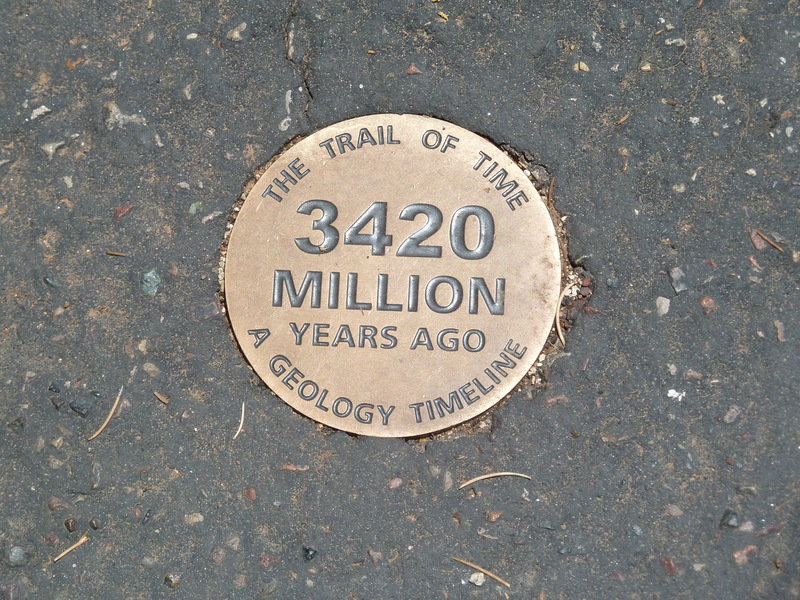 THE TRAIL OF TIME
3420
MILLION
YEARS AGO
A GEOLOGY TIMELINE